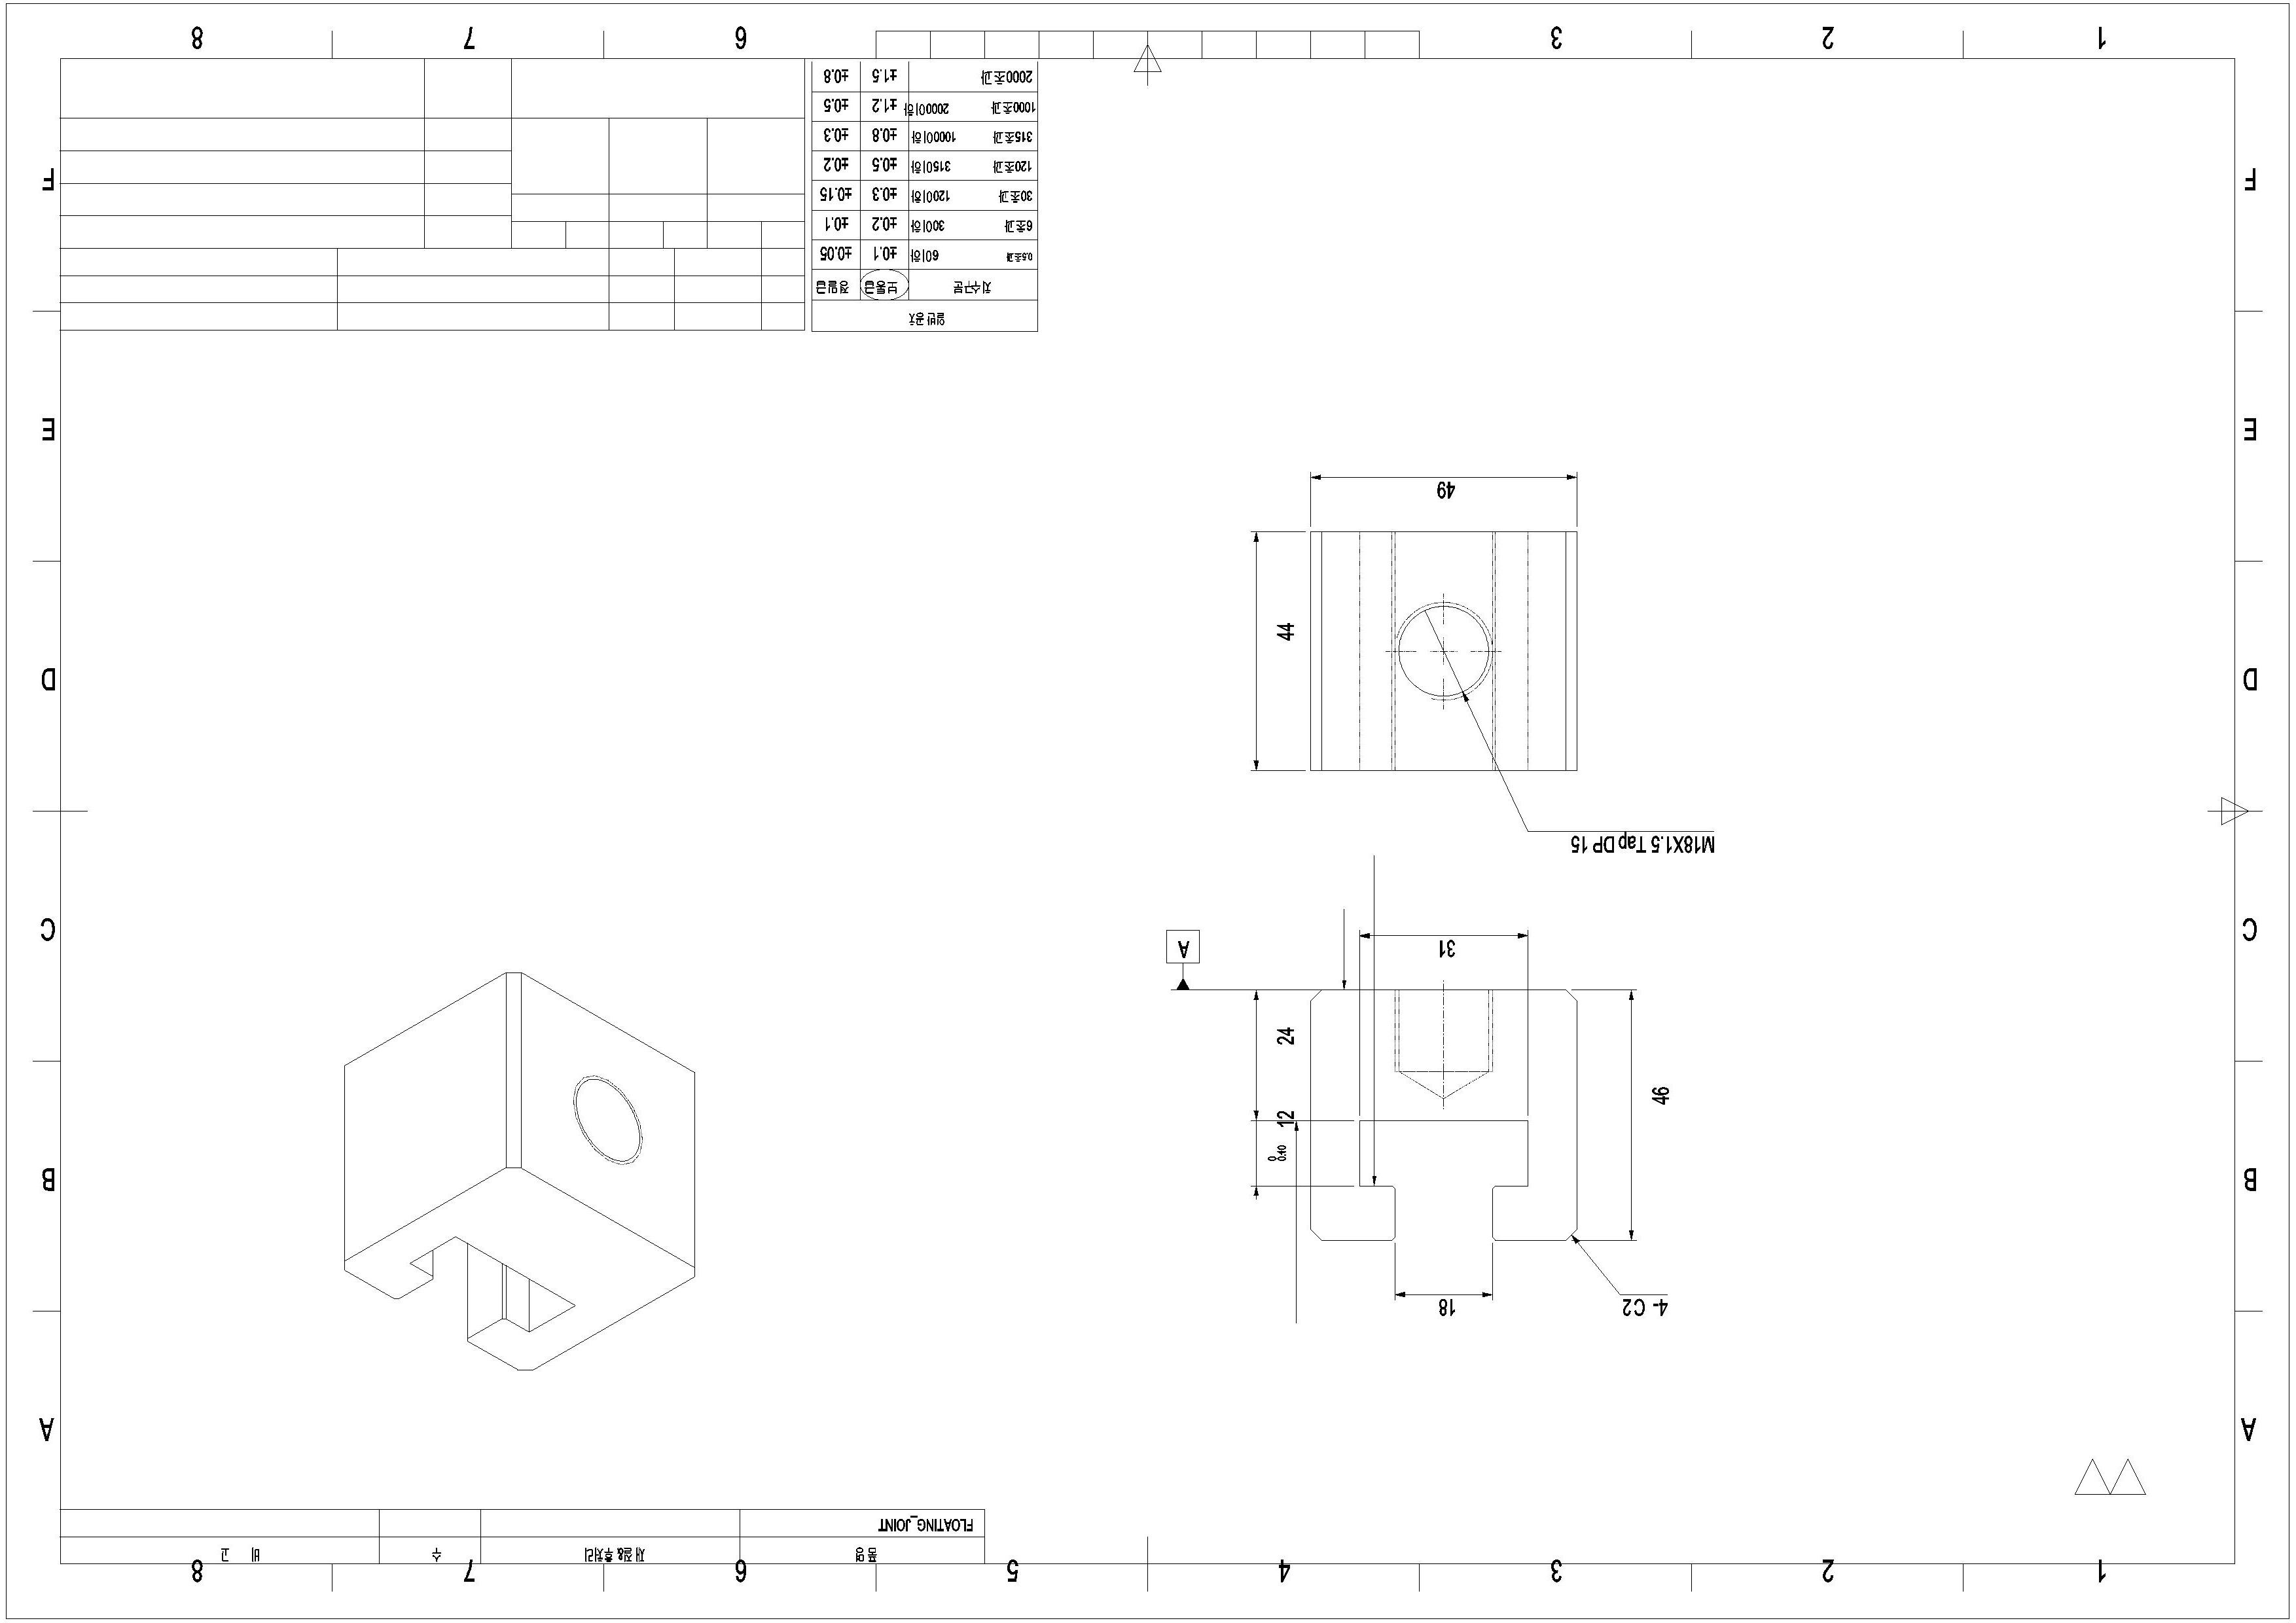 1 2 3 4 5 6 7 8
품명 재질&후처리 수 비 고
FLOATING_JOINT
A A
4- C2
18
B B
46
12 0
0.10
24
31
A
C C
M18X1.5 Tap DP 15
D D
44
49
E E
일반공차
치수구분 보통급 정밀급
0.5초과 6이하 ±0.1 ±0.05
6초과 30이하 ±0.2 ±0.1
30초과 120이하 ±0.3 ±0.15
120초과 315이하 ±0.5 ±0.2
315초과 1000이하 ±0.8 ±0.3
1000초과 2000이하 ±1.2 ±0.5
2000초과 ±1.5 ±0.8
F F
1 2 3 6 7 8